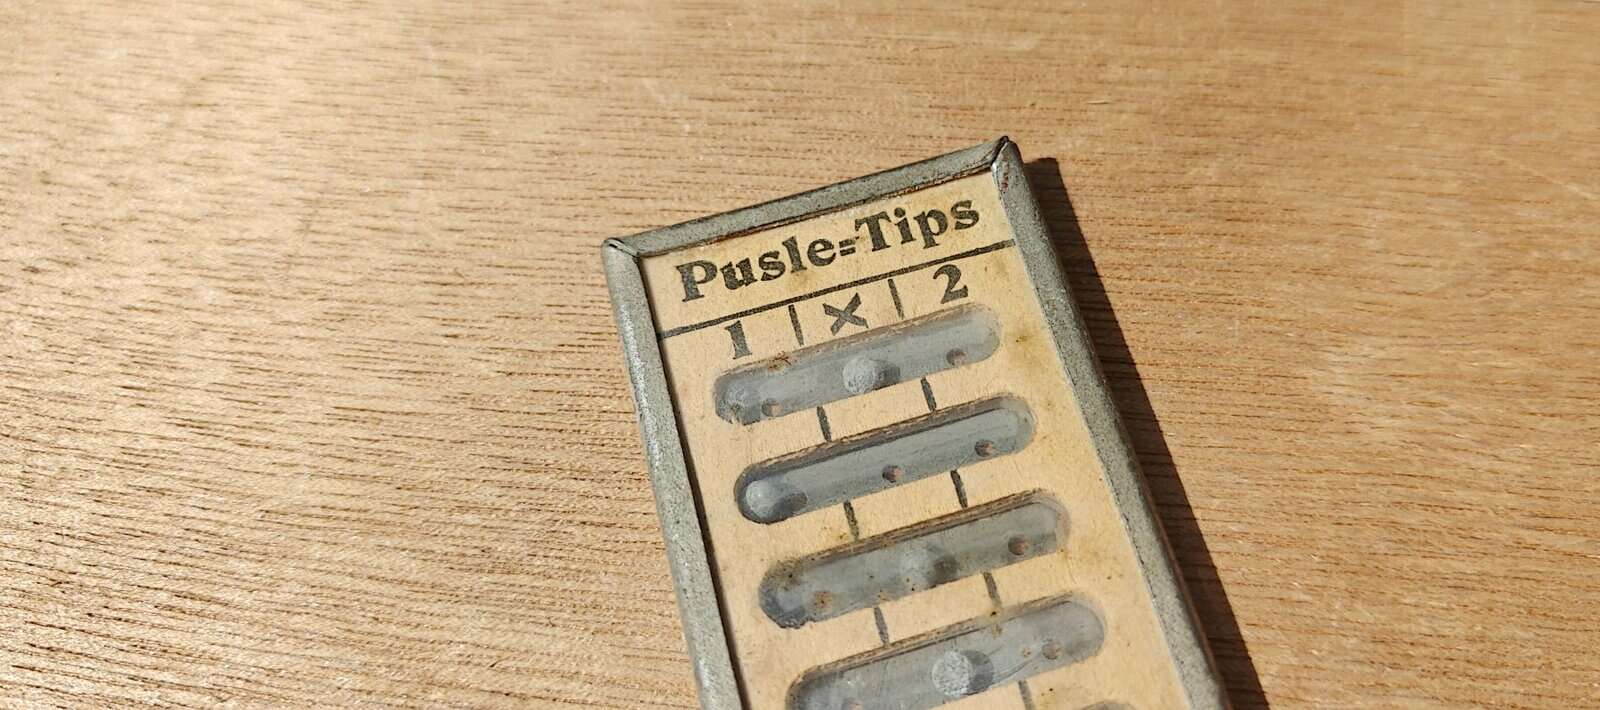 Pusle=Tips
1 | X | 2